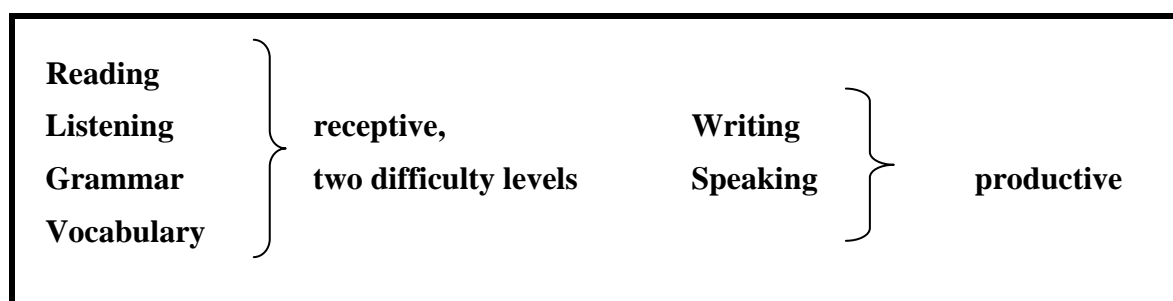 Reading
Listening receptive, Writing
Grammar two difficulty levels Speaking productive
Vocabulary